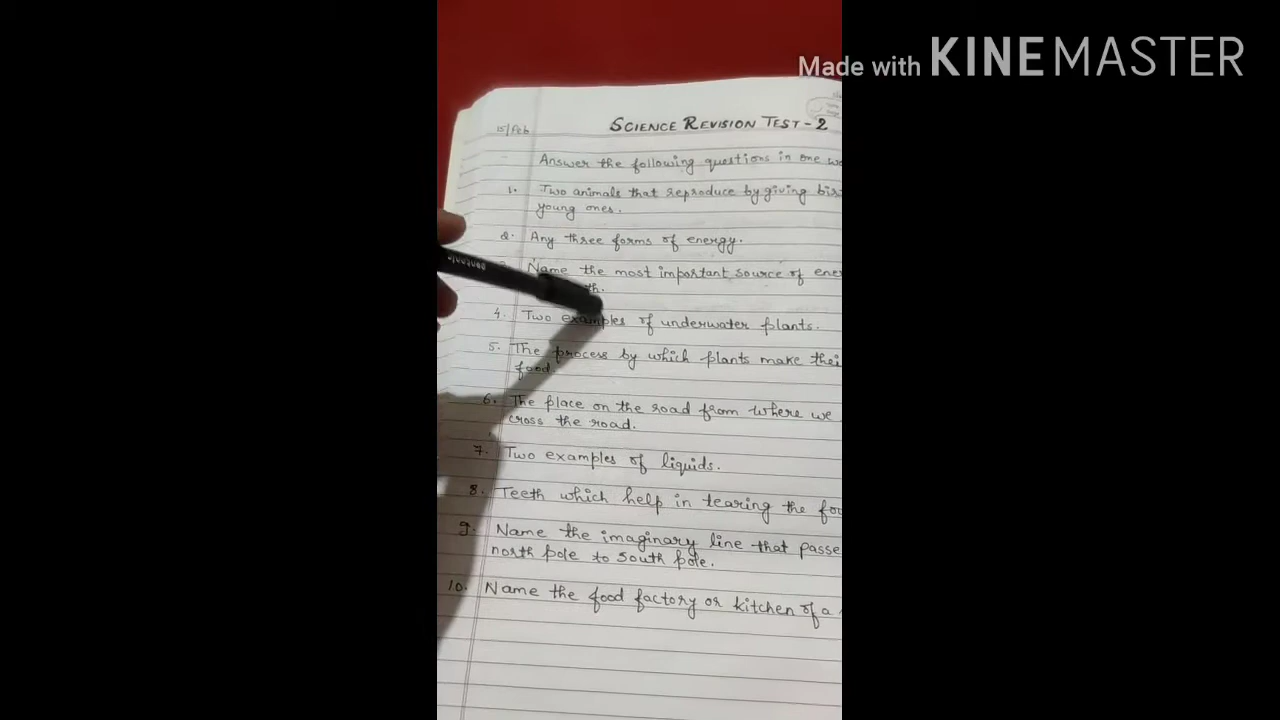 Made with KINEMASTER
15/Feb
SCIENCE REVISION TEST-2
Answer the following questions in one
1. Two animals that reproduce by giving
young ones.
2. Any three forms of energy.
Name the most important source of
4. Two examples of underwater plants.
5. The process by which plants make
food.
6. The place on the road from where we
cross the road.
7. Two examples of liquids.
8. Teeth which help in tearing the
9. Name the imaginary line that
north pole to south pole.
10. Name the food factory or kitchen of a